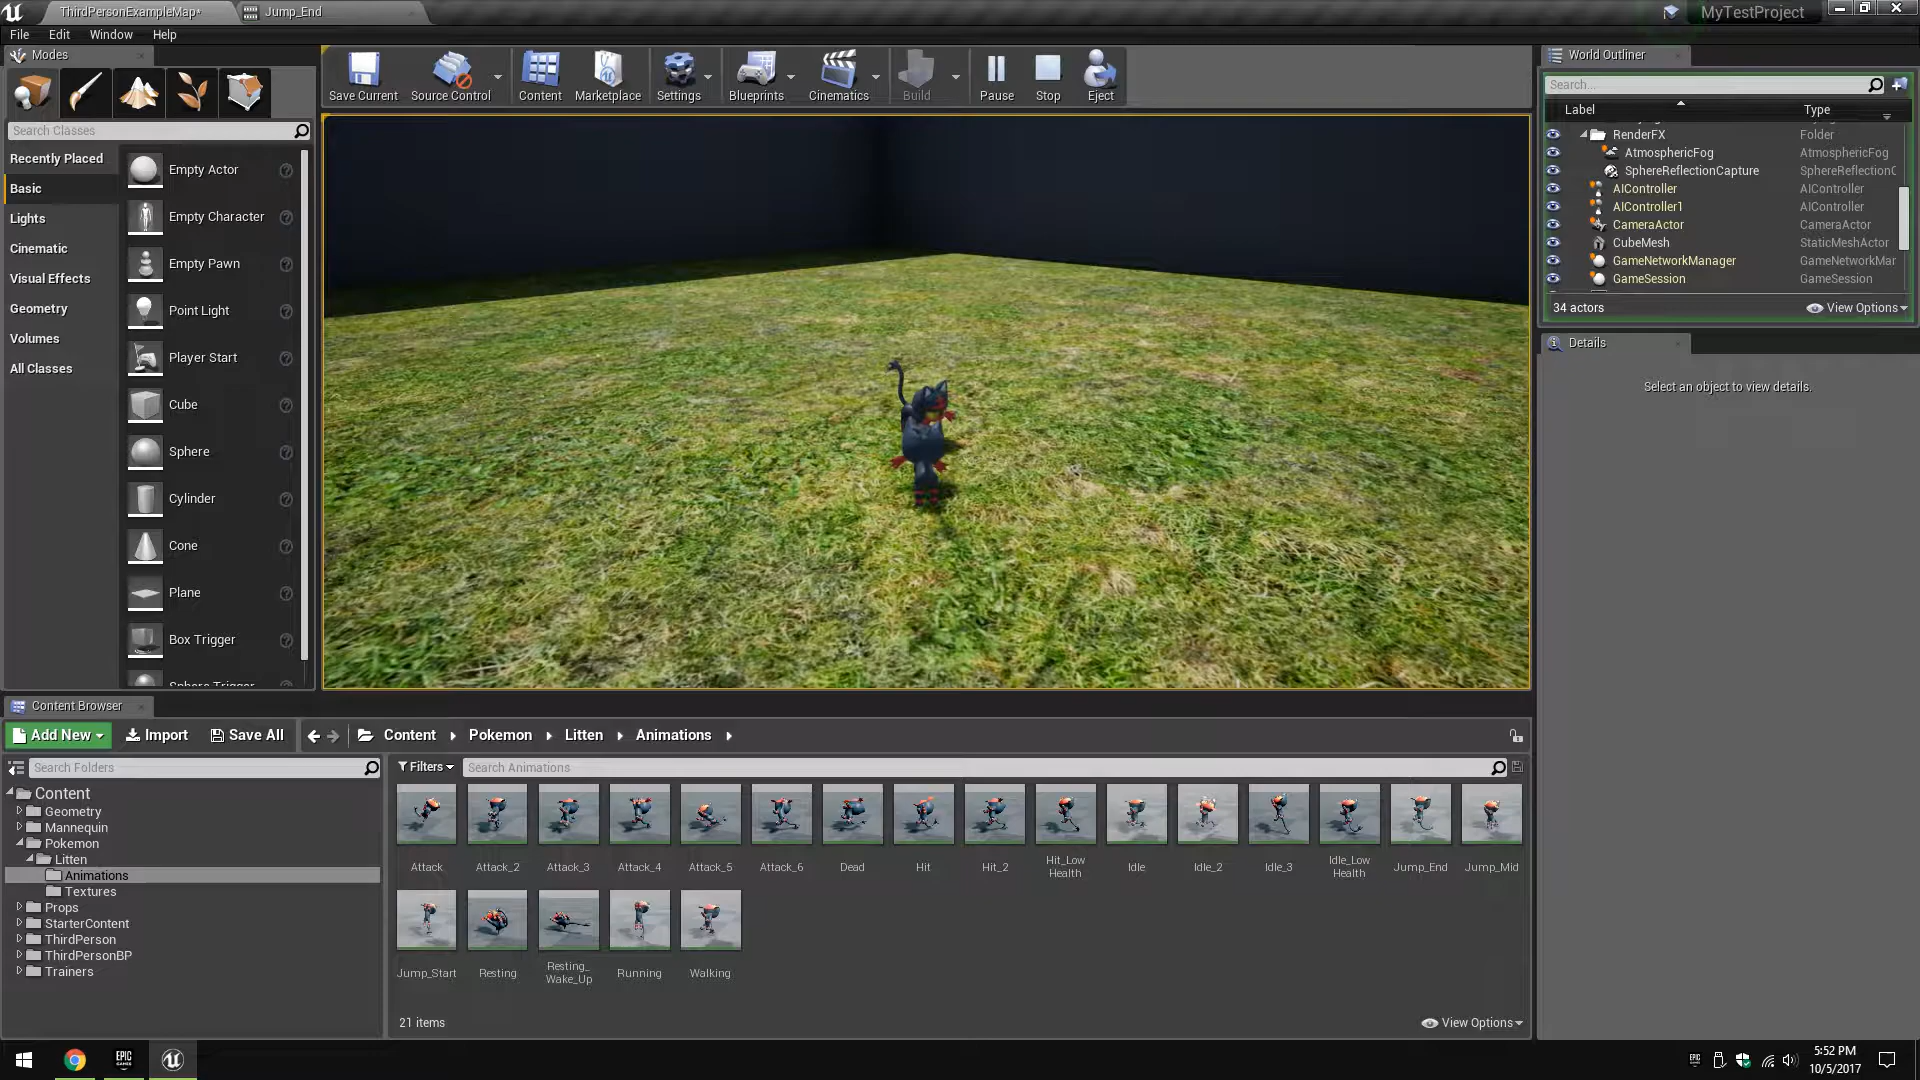 ThirdPersonExampleMap*
Jump_End
MyTestProject
File Edit Window Help
Modes
Save Current
Source Control
Content
Marketplace
Settings
Blueprints
Cinematics
Build
Pause
Stop
Eject
World Outliner
Search...
Label Type
RenderFX Folder
AtmosphericFog AtmosphericFog
SphereReflectionCapture SphereReflectionC
AIController AIController
AIController1 AIController
CameraActor CameraActor
CubeMesh StaticMeshActor
GameNetworkManager GameNetworkMar
GameSession GameSession
34 actors View Options
Details
Select an object to view details.
Search Classes
Recently Placed
Basic
Lights
Cinematic
Visual Effects
Geometry
Volumes
All Classes
Empty Actor
Empty Character
Empty Pawn
Point Light
Player Start
Cube
Sphere
Cylinder
Cone
Plane
Box Trigger
Sphere Trigger
Content Browser
Add New Import Save All Content Pokemon Litten Animations
Search Folders
Filters Search Animations
Content
Geometry
Mannequin
Pokemon
Litten
Animations
Textures
Props
StarterContent
ThirdPerson
ThirdPersonBP
Trainers
Attack
Attack_2
Attack_3
Attack_4
Attack_5
Attack_6
Dead
Hit
Hit_2
Hit_Low
Health
Idle
Idle_2
Idle_3
Idle_Low
Health
Jump_End
Jump_Mid
Jump_Start
Resting
Resting_
Wake_Up
Running
Walking
21 items View Options
EPIC
GAMES
EPIC
5:52 PM
10/5/2017